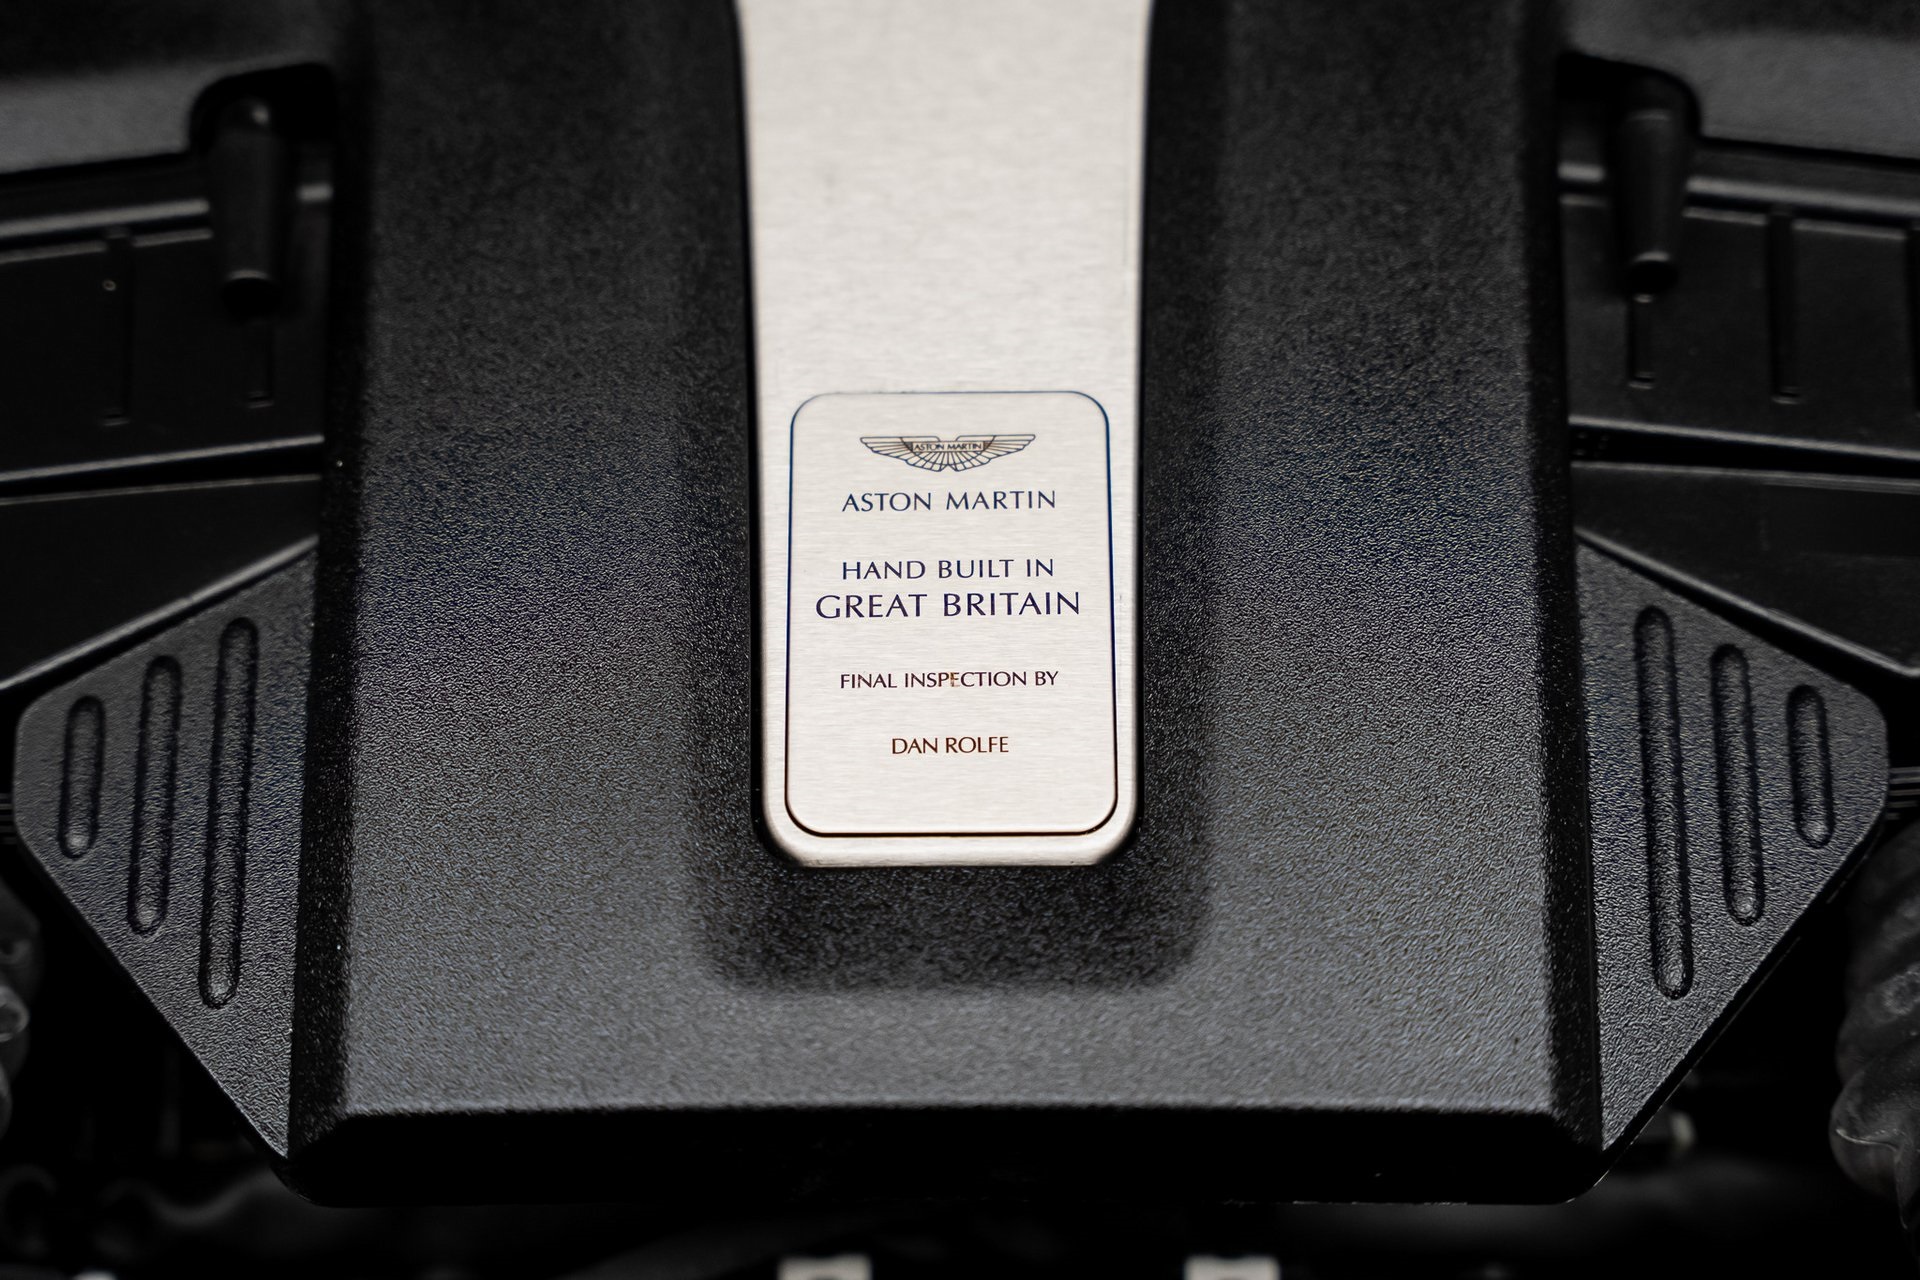 ASTON MARTIN
ASTON MARTIN
HAND BUILT IN
GREAT BRITAIN
FINAL INSPECTION BY
DAN ROLFE